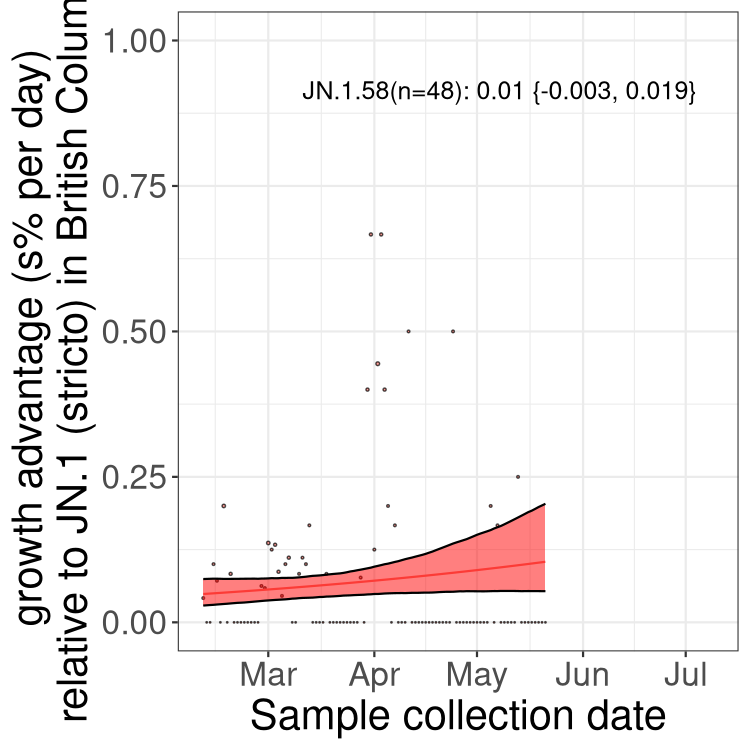 growth advantage (s% per day)
relative to JN.1 (stricto) in British Colum
1.00
0.75
0.50
0.25
0.00
JN.1.58(n=48): 0.01 {-0.003, 0.019}
Mar Apr May Jun Jul
Sample collection date